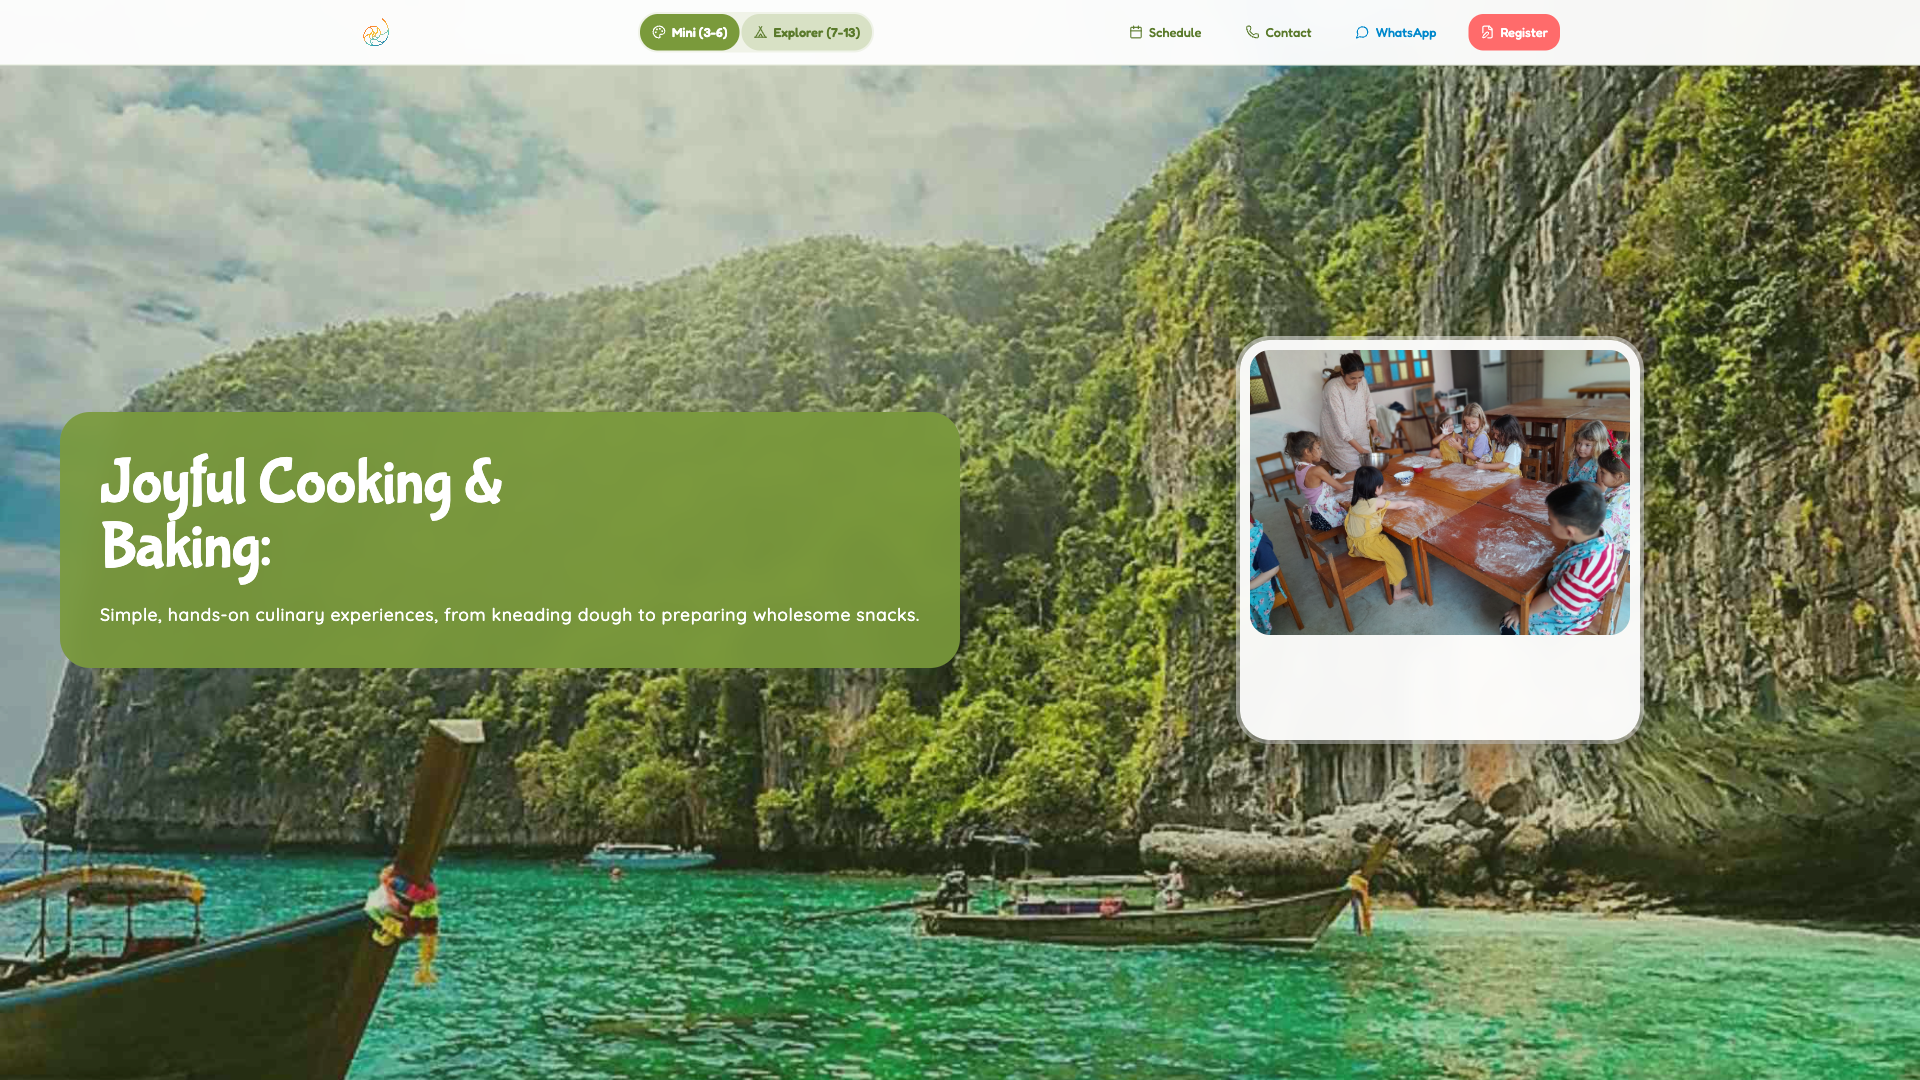 Mini (3-6)
Explorer (7-13)
Schedule
Contact
WhatsApp
Register
Joyful Cooking &
Baking:
Simple, hands-on culinary experiences, from kneading dough to preparing wholesome snacks.